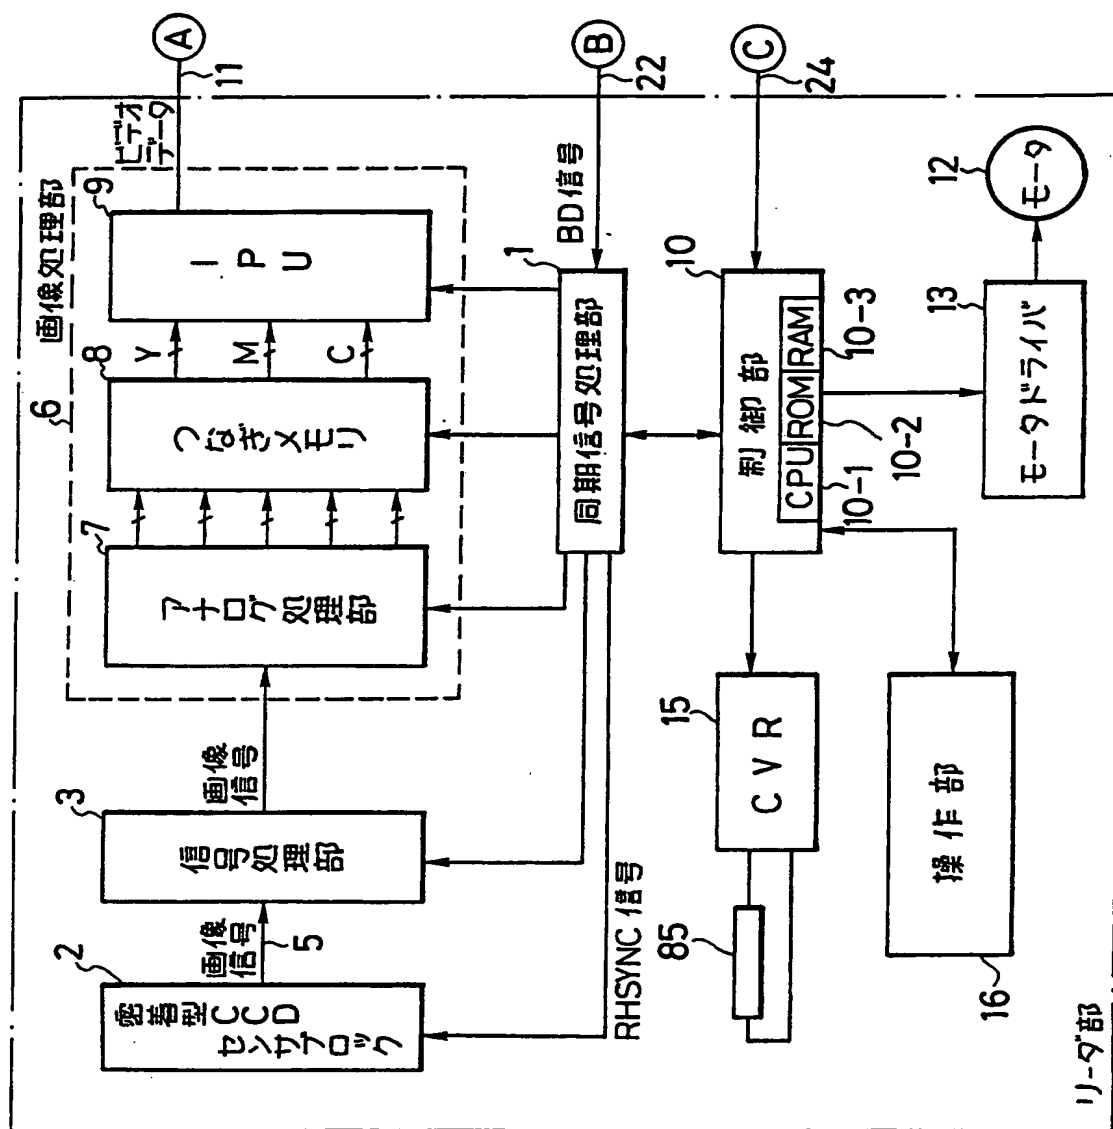 リーダ部
2
密着型CCD
センサブロック
画像
信号
5
3
信号処理部
画像
信号
6
画像処理部
7
アナログ処理部
8
つなぎメモリ
Y
M
C
9
IPU
ビデオ
データ
11
A
RHSYNC信号
1
同期信号処理部
BD信号
22
B
85
15
CVR
10
制御部
CPU
ROM
RAM
10-1
10-2
10-3
24
C
16
操作部
13
モータドライバ
12
モータ